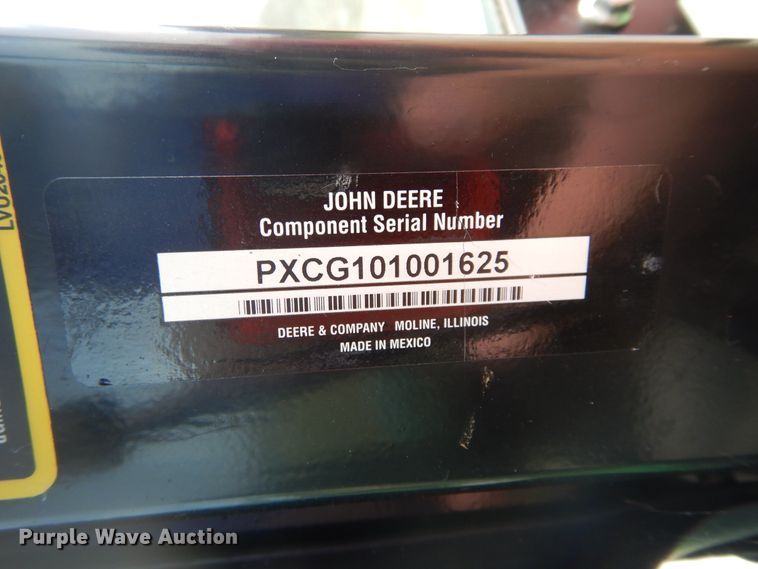 JOHN DEERE
Component Serial Number
PXCG101001625
DEERE & COMPANY MOLINE, ILLINOIS
MADE IN MEXICO
Purple Wave Auction